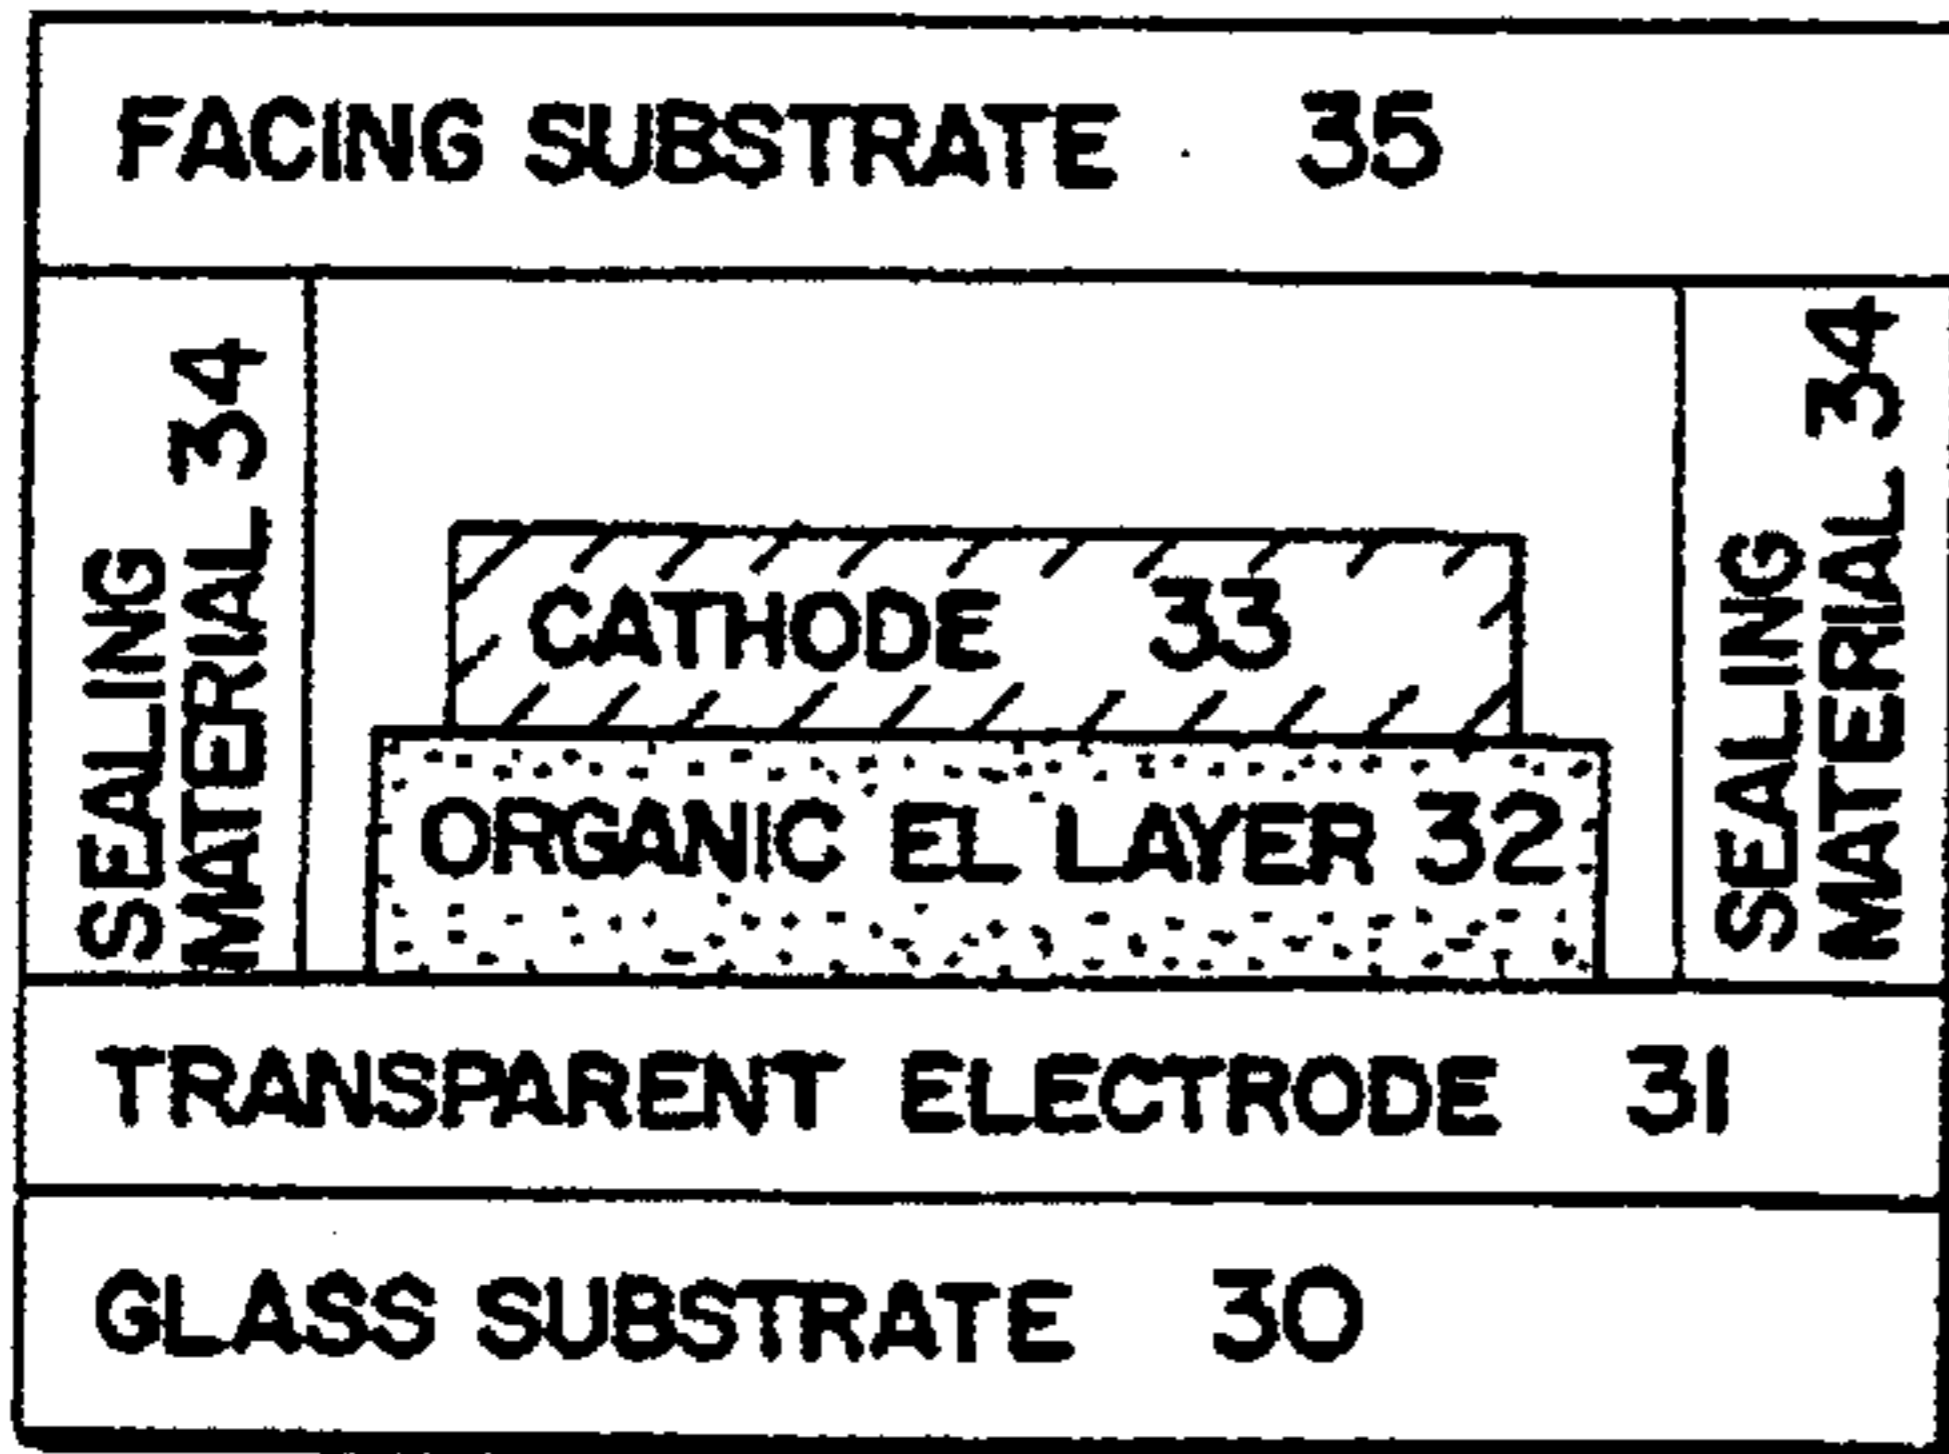 FACING SUBSTRATE 35
SEALING
MATERIAL 34
CATHODE 33
ORGANIC EL LAYER 32
SEALING
MATERIAL 34
TRANSPARENT ELECTRODE 31
GLASS SUBSTRATE 30